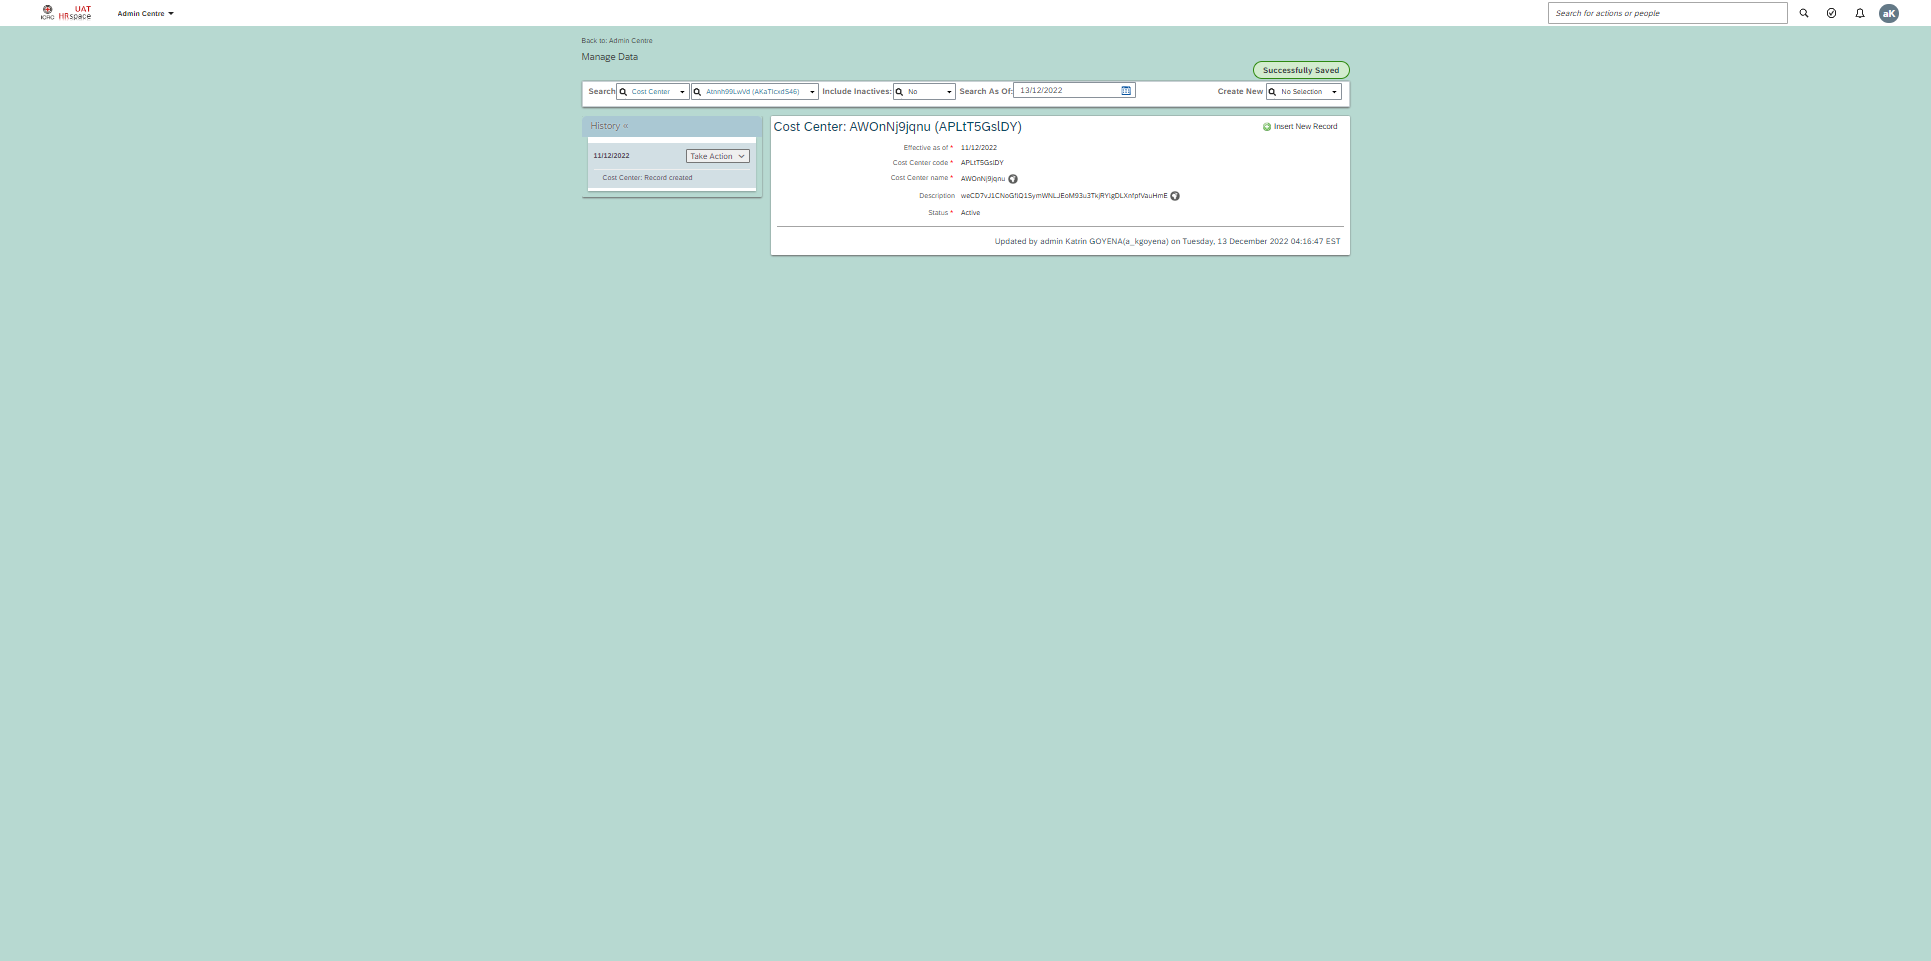 ICRC UAT HRspace Admin Centre Search for actions or people aK
Back to: Admin Centre
Manage Data
Successfully Saved
Search Cost Center Atnnh99LwVd (AKaTIcxdS46) Include Inactives: No Search As Of: 13/12/2022 Create New No Selection
History «
11/12/2022 Take Action
Cost Center: Record created
Cost Center: AWOnNj9jqnu (APLtT5GslDY) Insert New Record
Effective as of * 11/12/2022
Cost Center code * APLtT5GslDY
Cost Center name * AWOnNj9jqnu
Description
Status * Active
Updated by admin Katrin GOYENA(a_kgoyena) on Tuesday, 13 December 2022 04:16:47 EST